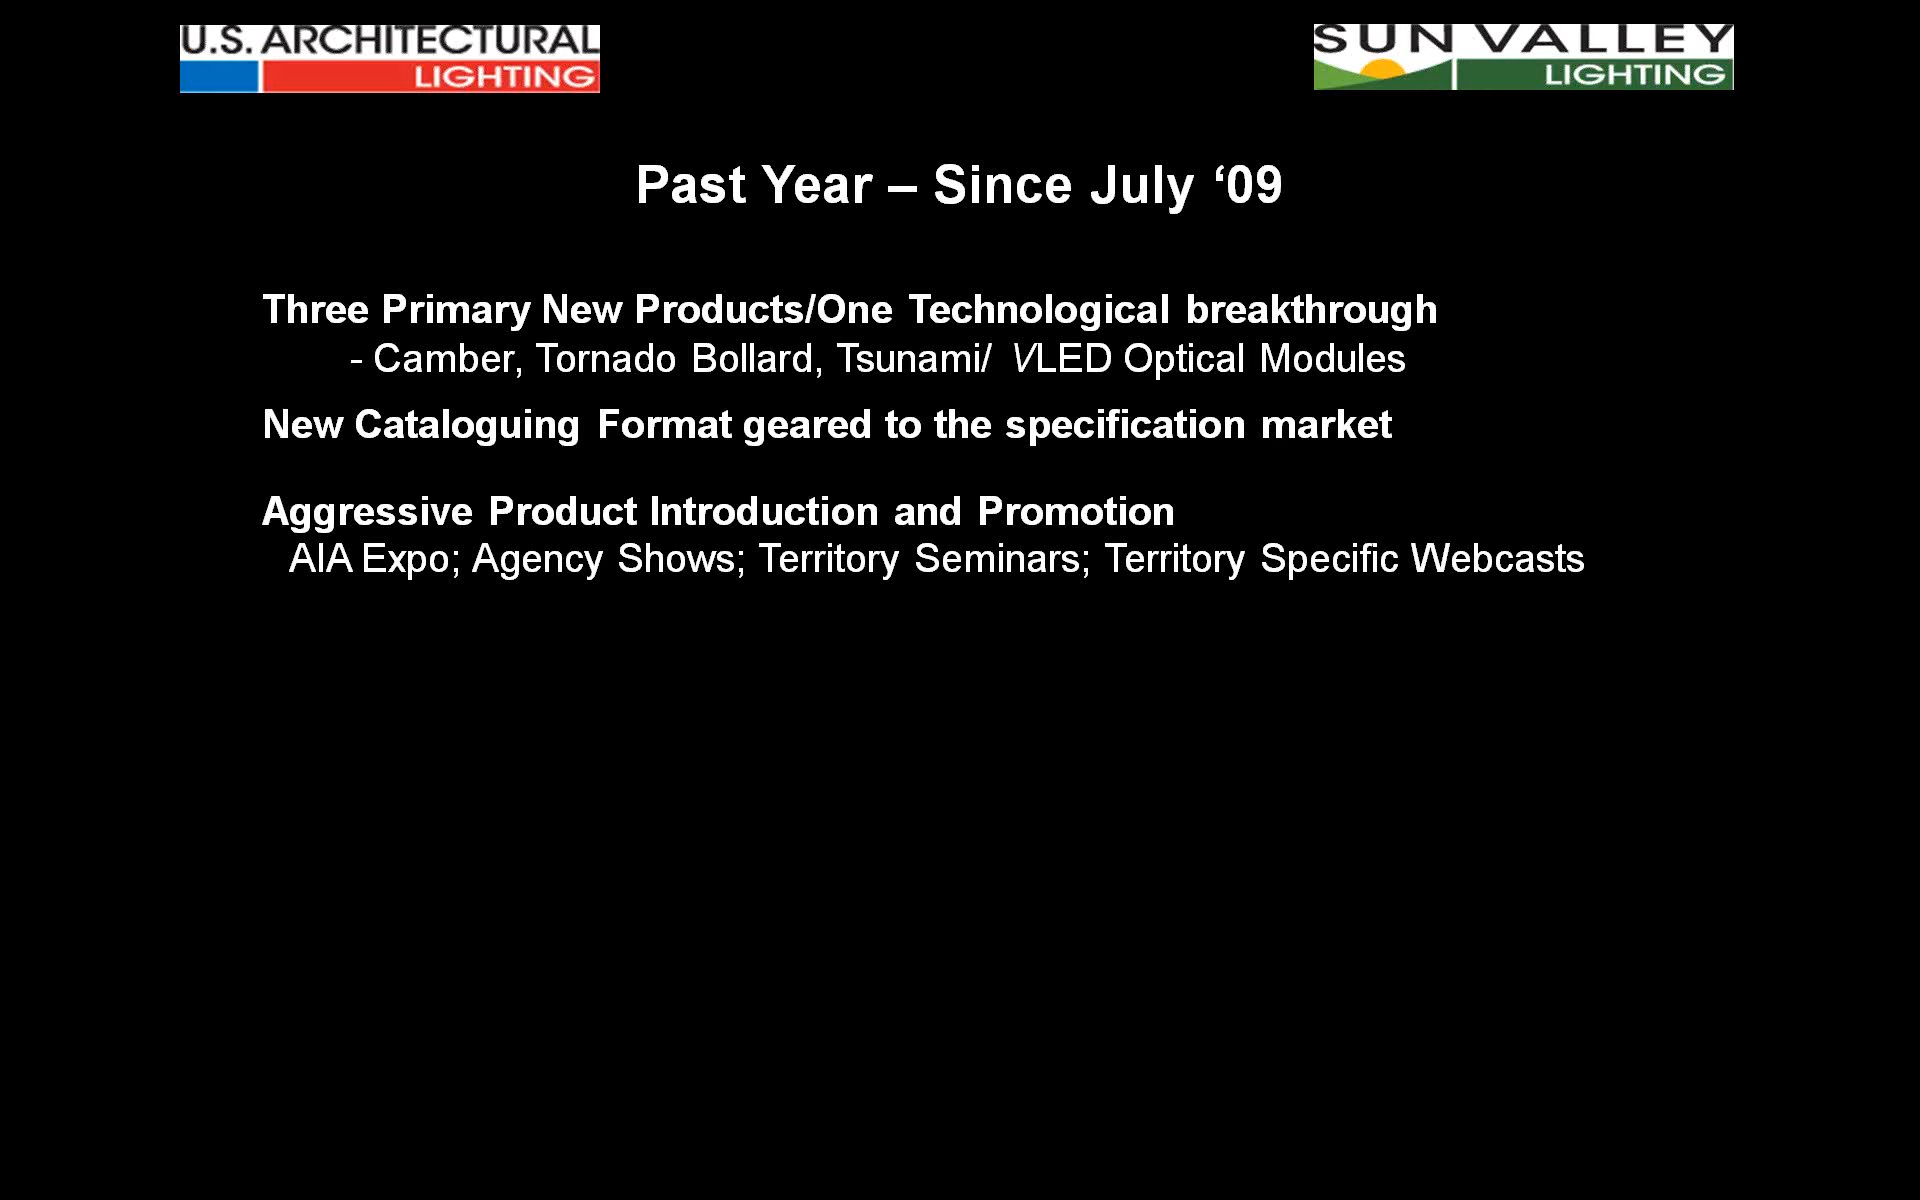 U.S. ARCHITECTURAL
LIGHTING
SUN VALLEY
LIGHTING
Past Year – Since July ‘09
Three Primary New Products/One Technological breakthrough
- Camber, Tornado Bollard, Tsunami/ VLED Optical Modules
New Cataloguing Format geared to the specification market
Aggressive Product Introduction and Promotion
AIA Expo; Agency Shows; Territory Seminars; Territory Specific Webcasts